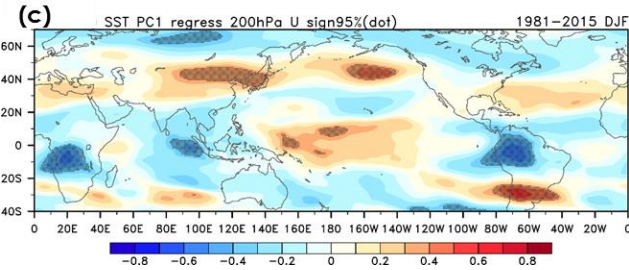 (c)
SST PC1 regress 200hPa U sign95%(dot) 1981-2015 DJF
60N
40N
20N
0
20S
40S
0 20E 40E 60E 80E 100E 120E 140E 160E 180 160W 140W 120W 100W 80W 60W 40W 20W 0
-0.8 -0.6 -0.4 -0.2 0 0.2 0.4 0.6 0.8